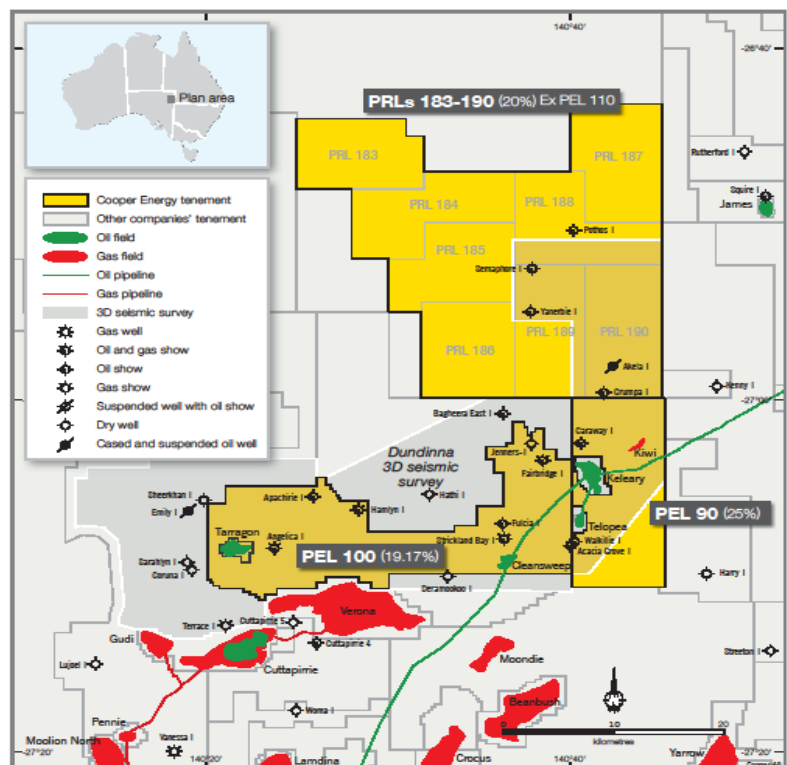 140°40'
-26°40'
Plan area
PRLs 183-190 (20%) Ex PEL 110
PRL 183
PRL 187
Rutherford 1
Squire 1
James
PRL 184
PRL 188
Pethos 1
PRL 185
Semaphore 1
Yanerbie 1
PRL 189
PRL 190
PRL 186
Akela 1
Crumpa 1
Kenny 1
-27°00'
Cooper Energy tenement
Other companies' tenement
Oil field
Gas field
Oil pipeline
Gas pipeline
3D seismic survey
Gas well
Oil and gas show
Oil show
Gas show
Suspended well with oil show
Dry well
Cased and suspended oil well
Bagheera East 1
Caraway 1
Kiwi
Jenners 1
Fairbridge 1
Dundinna
3D seismic
survey
Keleary
Hathi 1
Sheerkhan 1
Emily 1
Apachirie 1
Hamlyn 1
PEL 90 (25%)
Fulcia 1
Telopea
Tarragon
Angelica 1
Strickland Bay 1
Walkilie 1
Acacia Grove 1
PEL 100 (19.17%)
Cleansweep
Sarahlyn 1
Coruna 1
Deramookoo 1
Harry 1
Verona
Terrace 1
Cuttapirrie 5
Gudi
Cuttapirrie 4
Lujoel 1
Cuttapirrie
Moondie
Streeton 1
Woma 1
Beanbush
Pennie
Moolion North
Vanessa 1
0
10
20
kilometres
-27°20'
140°20'
Lamdina
Crocus
140°40'
Yarrow
-27°20'